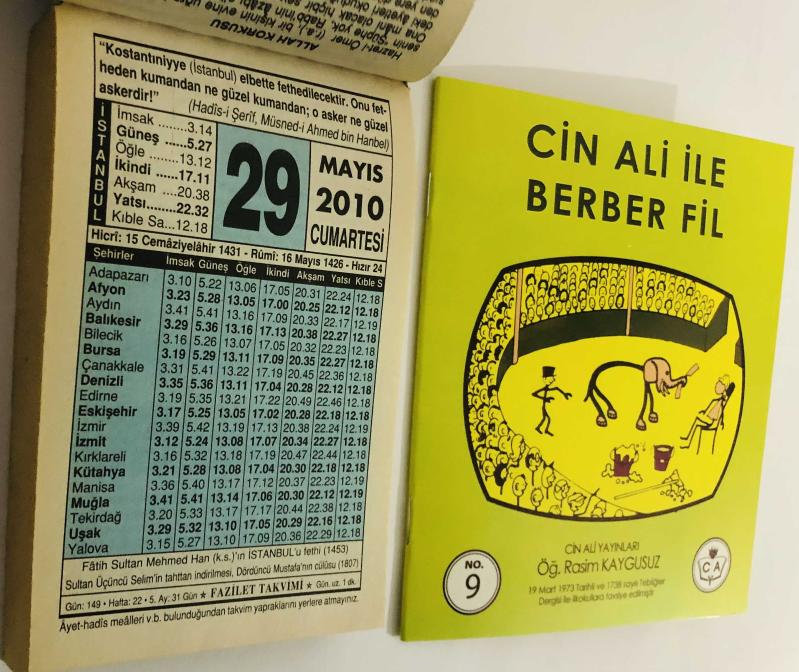 ALLAH KORKUSU
Hazret-i Ömer (r.a.), bir kişinin evine
"Kostantıniyye (İstanbul) elbette fethedilecektir. Onu fet-
heden kumandan ne güzel kumandan; o asker ne güzel
askerdir!"
(Hadîs-i Şerîf, Müsned-i Ahmed bin Hanbel)
İSTANBUL
İmsak .......3.14
Güneş ......5.27
Öğle ........13.12
İkindi ......17.11
Akşam ....20.38
Yatsı........22.32
Kıble Sa...12.18
29
MAYIS
2010
CUMARTESİ
Hicrî: 15 Cemâziyelâhir 1431 - Rûmî: 16 Mayıs 1426 - Hızır 24
Şehirler İmsak Güneş Öğle İkindi Akşam Yatsı Kıble S
Adapazarı 3.10 5.22 13.06 17.05 20.31 22.24 12.18
Afyon 3.23 5.28 13.05 17.00 20.25 22.12 12.18
Aydın 3.41 5.41 13.16 17.09 20.33 22.17 12.19
Balıkesir 3.29 5.36 13.16 17.13 20.38 22.27 12.18
Bilecik 3.16 5.26 13.07 17.05 20.32 22.23 12.18
Bursa 3.19 5.29 13.11 17.09 20.35 22.27 12.18
Çanakkale 3.31 5.41 13.22 17.19 20.45 22.36 12.18
Denizli 3.35 5.36 13.11 17.04 20.28 22.12 12.18
Edirne 3.19 5.35 13.21 17.22 20.49 22.46 12.18
Eskişehir 3.17 5.25 13.05 17.02 20.28 22.18 12.18
İzmir 3.39 5.42 13.19 17.13 20.38 22.24 12.19
İzmit 3.12 5.24 13.08 17.07 20.34 22.27 12.18
Kırklareli 3.16 5.32 13.18 17.19 20.47 22.44 12.18
Kütahya 3.21 5.28 13.08 17.04 20.30 22.18 12.18
Manisa 3.36 5.40 13.17 17.12 20.37 22.23 12.19
Muğla 3.41 5.41 13.14 17.06 20.30 22.12 12.19
Tekirdağ 3.20 5.33 13.17 17.17 20.44 22.38 12.18
Uşak 3.29 5.32 13.10 17.05 20.29 22.16 12.18
Yalova 3.15 5.27 13.10 17.09 20.36 22.29 12.18
Fâtih Sultan Mehmed Han (k.s.)'ın İSTANBUL'u fethi (1453)
Sultan Üçüncü Selim'in tahttan indirilmesi, Dördüncü Mustafa'nın cülûsu (1807)
Gün: 149 • Hafta: 22 • 5. Ay: 31 Gün ★ FAZİLET TAKVİMİ ★ Gün. uz. 1 dk.
Âyet-hadîs meâlleri v.b. bulunduğundan takvim yapraklarını yerlere atmayınız.
CİN ALİ İLE
BERBER FİL
CİN ALİ YAYINLARI
Öğ. Rasim KAYGUSUZ
19 Mart 1973 Tarihli ve 1738 sayılı Tebliğler
Dergisi ile ilkokullara tavsiye edilmiştir
NO.
9
C A